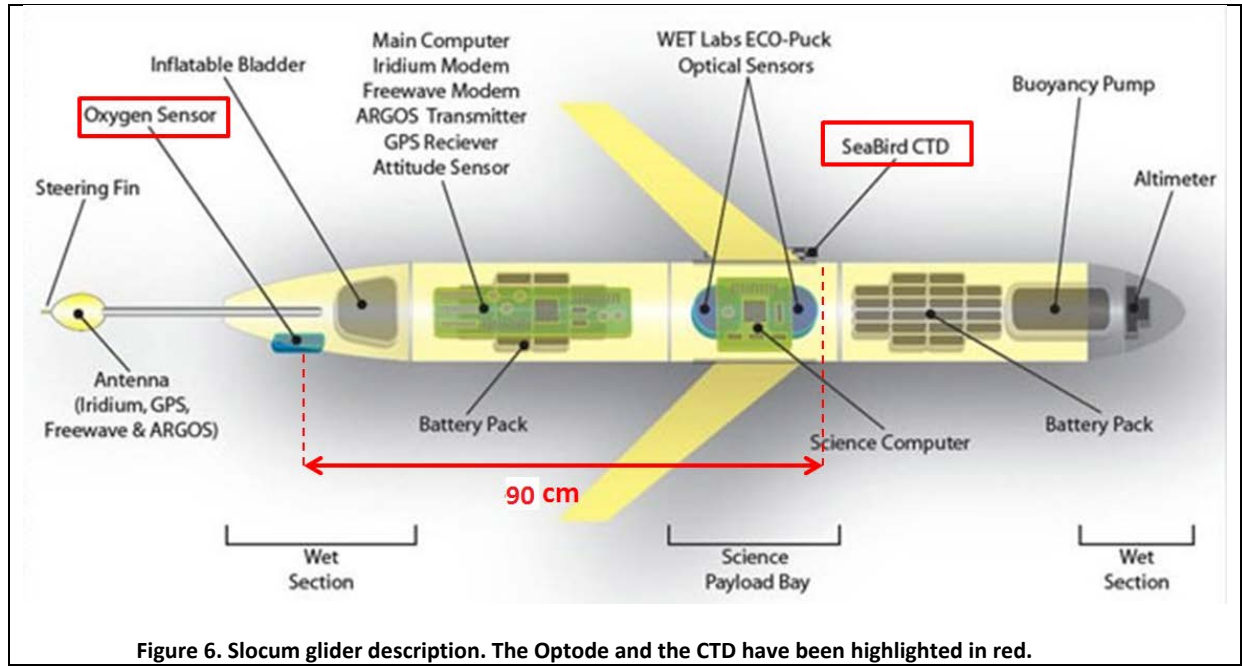 Main Computer
Iridium Modem
Freewave Modem
ARGOS Transmitter
GPS Reciever
Attitude Sensor
WET Labs ECO-Puck
Optical Sensors
Inflatable Bladder
Buoyancy Pump
Oxygen Sensor
SeaBird CTD
Steering Fin
Altimeter
Antenna
(Iridium, GPS,
Freewave & ARGOS)
Battery Pack
Science Computer
Battery Pack
90 cm
Wet
Section
Science
Payload Bay
Wet
Section
Figure 6. Slocum glider description. The Optode and the CTD have been highlighted in red.